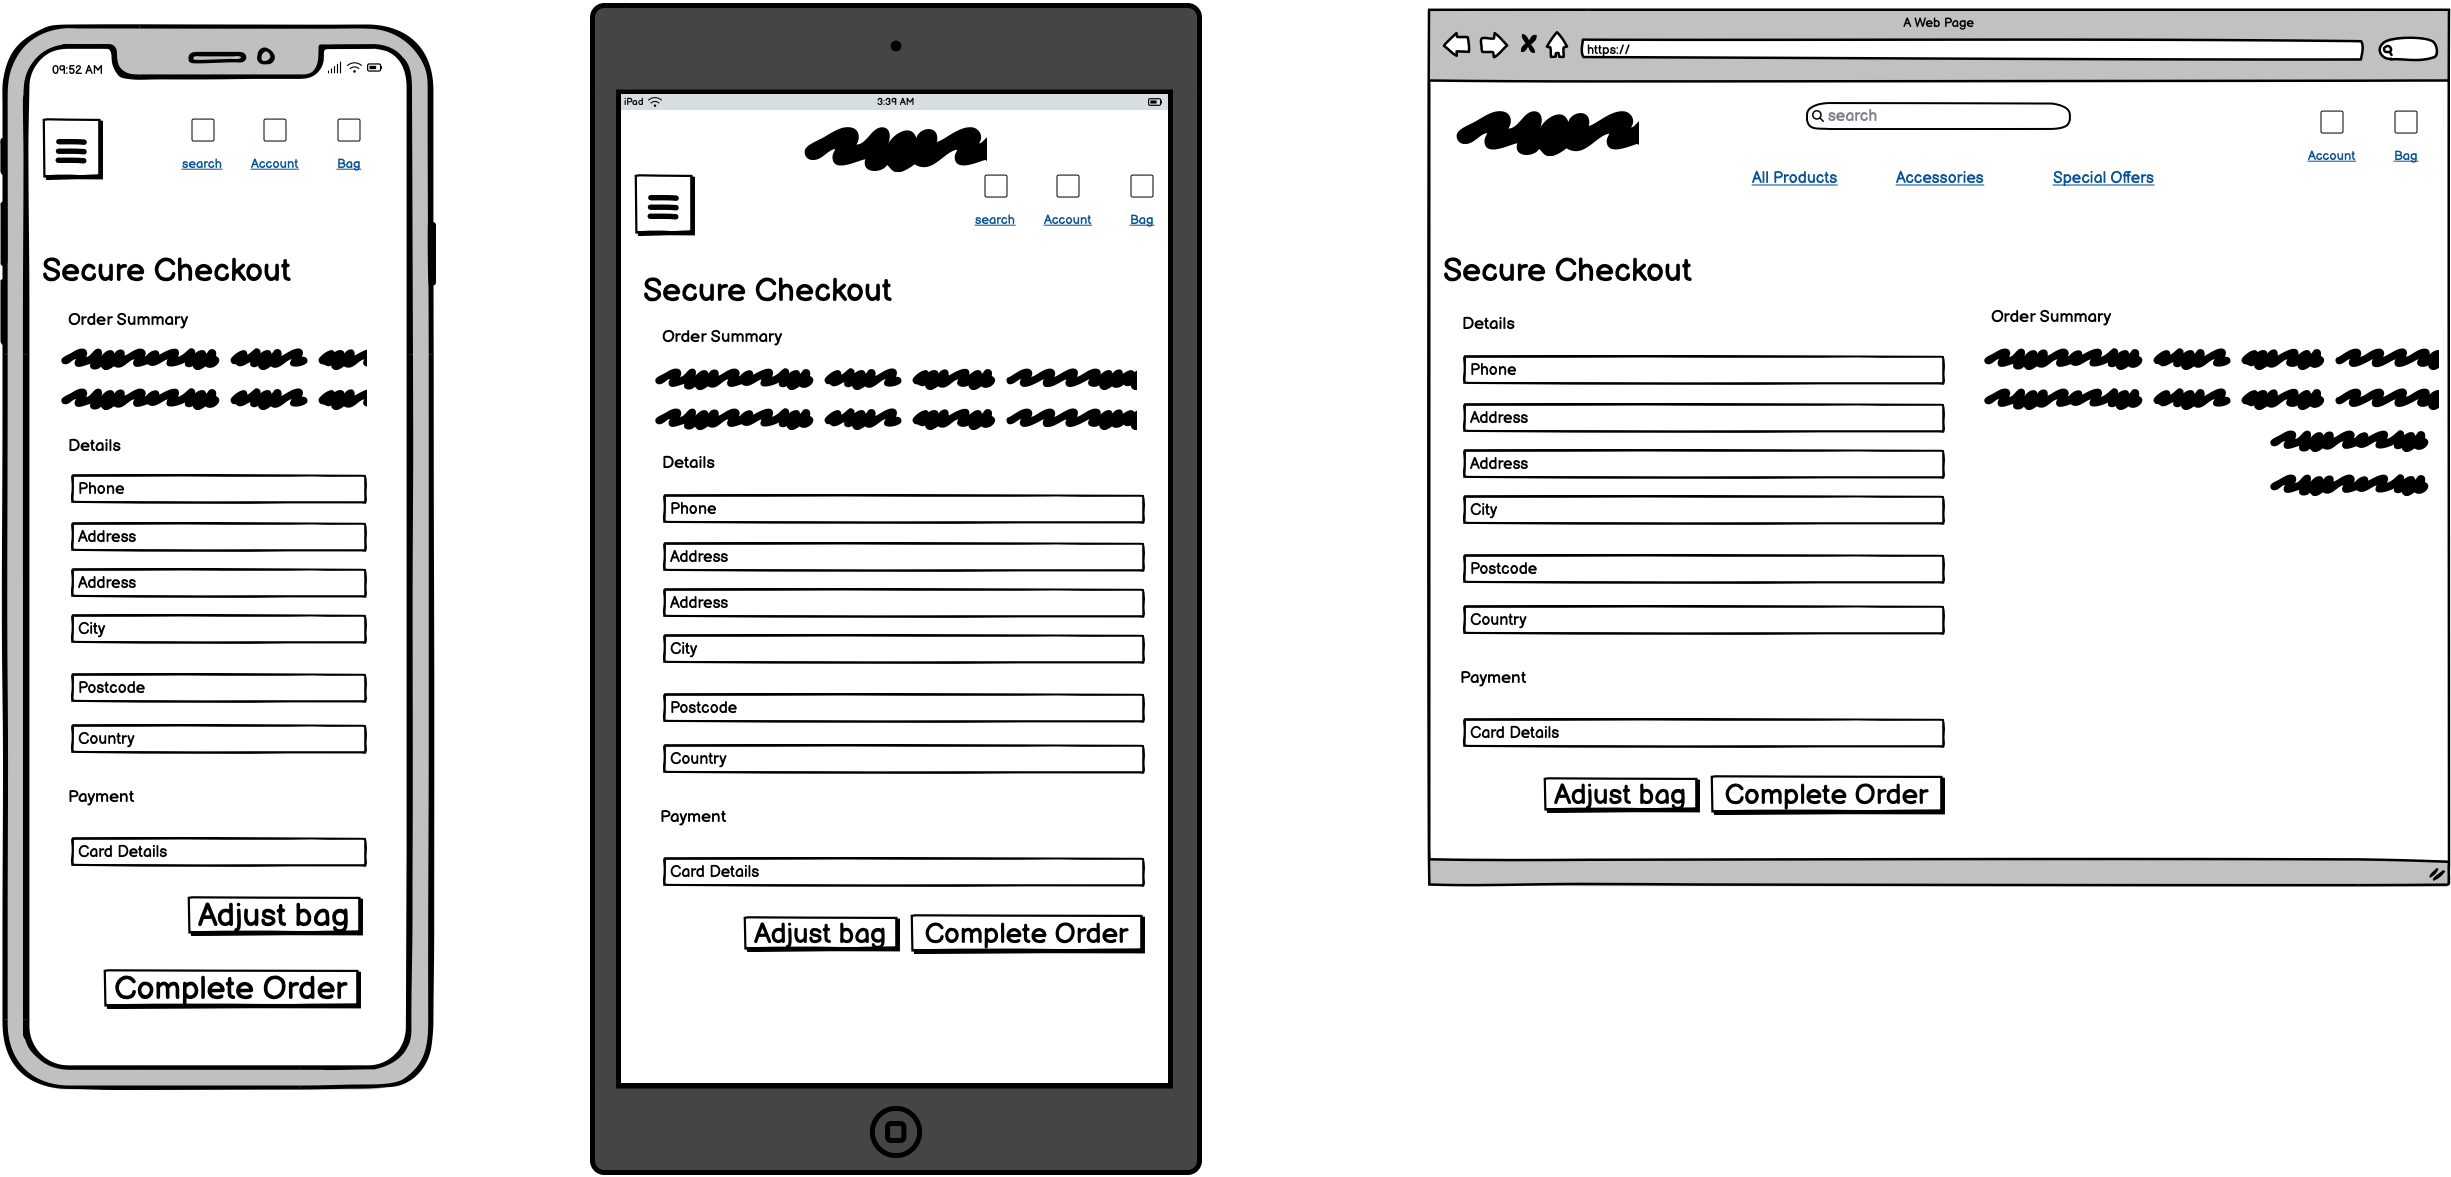 09:52 AM
search Account Bag
Secure Checkout
Order Summary
Details
Phone
Address
Address
City
Postcode
Country
Payment
Card Details
Adjust bag
Complete Order
iPad 3:39 AM
search Account Bag
Secure Checkout
Order Summary
Details
Phone
Address
Address
City
Postcode
Country
Payment
Card Details
Adjust bag Complete Order
A Web Page
https://
search
Account Bag
All Products Accessories Special Offers
Secure Checkout
Details
Phone
Address
Address
City
Postcode
Country
Payment
Card Details
Adjust bag Complete Order
Order Summary